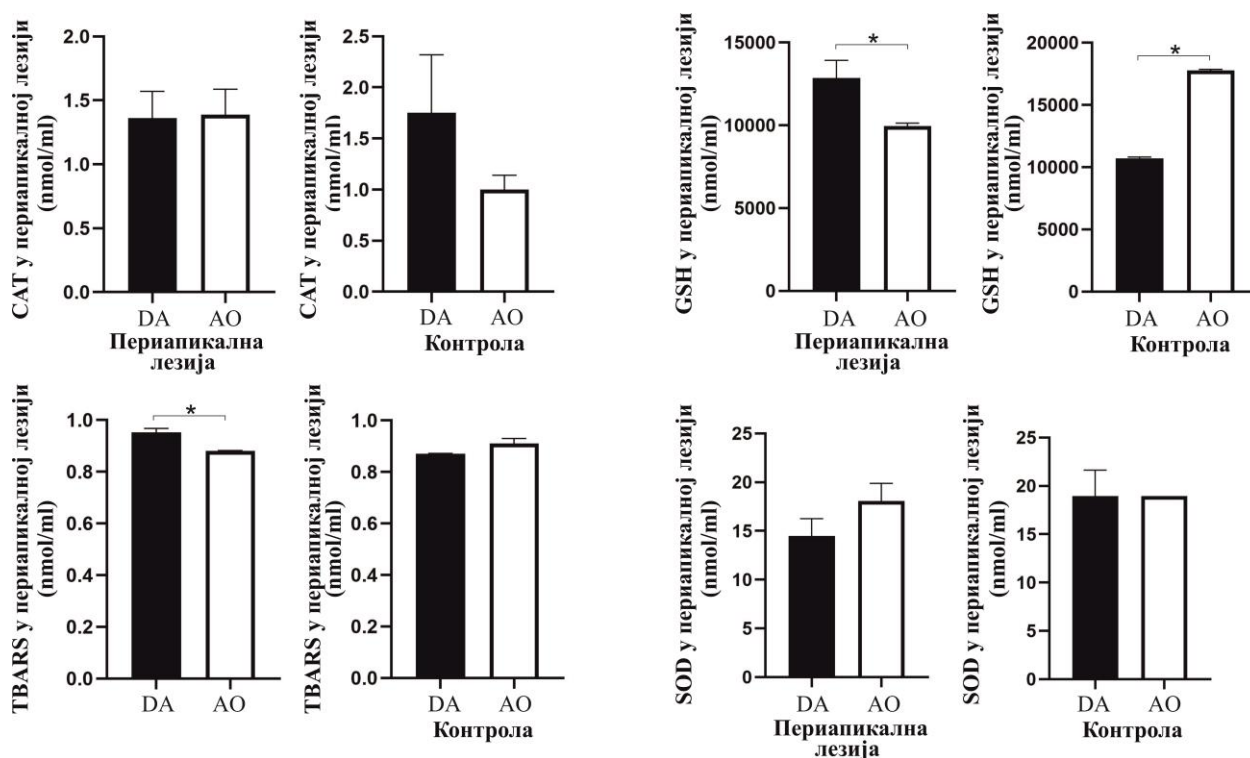 CAT у периапикалној лезији
(nmol/ml)
2.0
1.5
1.0
0.5
0.0
DA
AO
Периапикална
лезија
CAT у периапикалној лезији
(nmol/ml)
2.5
2.0
1.5
1.0
0.5
0.0
DA
AO
Контрола
GSH у периапикалној лезији
(nmol/ml)
15000
10000
5000
0
*
DA
AO
Периапикална
лезија
GSH у периапикалној лезији
(nmol/ml)
20000
15000
10000
5000
0
*
DA
AO
Контрола
TBARS у периапикалној лезији
(nmol/ml)
1.0
0.8
0.6
0.4
0.2
0.0
*
DA
AO
TBARS у периапикалној лезији
(nmol/ml)
1.0
0.8
0.6
0.4
0.2
0.0
DA
AO
Контрола
SOD у периапикалној лезији
(nmol/ml)
25
20
15
10
5
0
DA
AO
Периапикална
лезија
SOD у периапикалној лезији
(nmol/ml)
25
20
15
10
5
0
DA
AO
Контрола